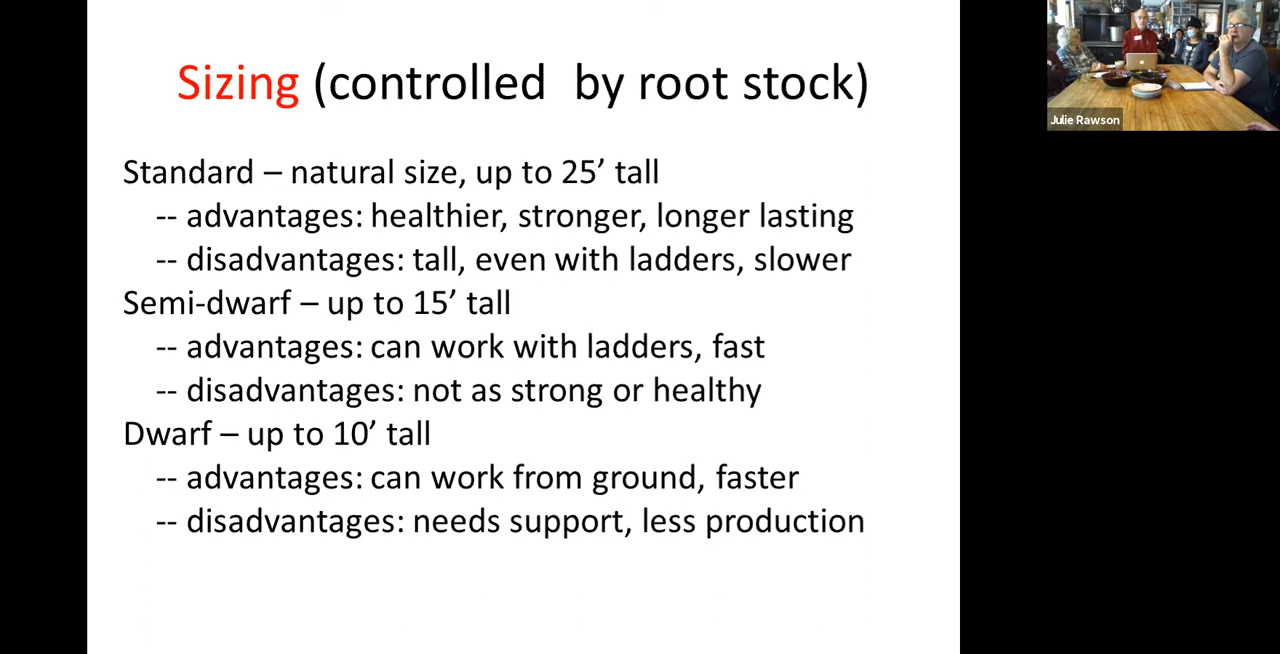 Sizing (controlled by root stock)
Standard – natural size, up to 25’ tall
-- advantages: healthier, stronger, longer lasting
-- disadvantages: tall, even with ladders, slower
Semi-dwarf – up to 15’ tall
-- advantages: can work with ladders, fast
-- disadvantages: not as strong or healthy
Dwarf – up to 10’ tall
-- advantages: can work from ground, faster
-- disadvantages: needs support, less production
Julie Rawson